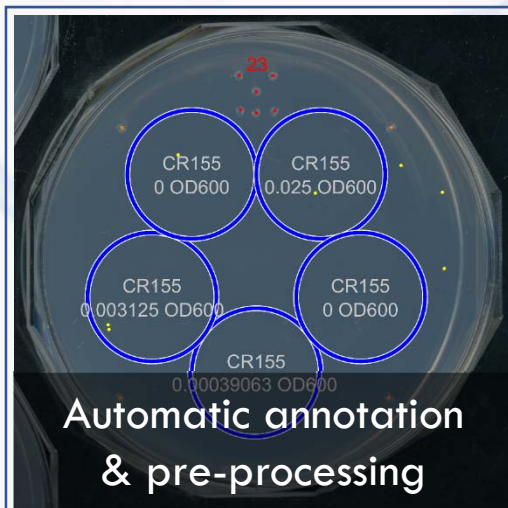 23
CR155
0 OD600
CR155
0.025 OD600
CR155
0.003125 OD600
CR155
0 OD600
CR155
0.00039063 OD600
Automatic annotation
& pre-processing